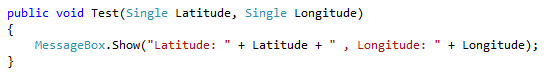 public void Test(Single Latitude, Single Longitude)
{
    MessageBox.Show("Latitude: " + Latitude + " , Longitude: " + Longitude);
}